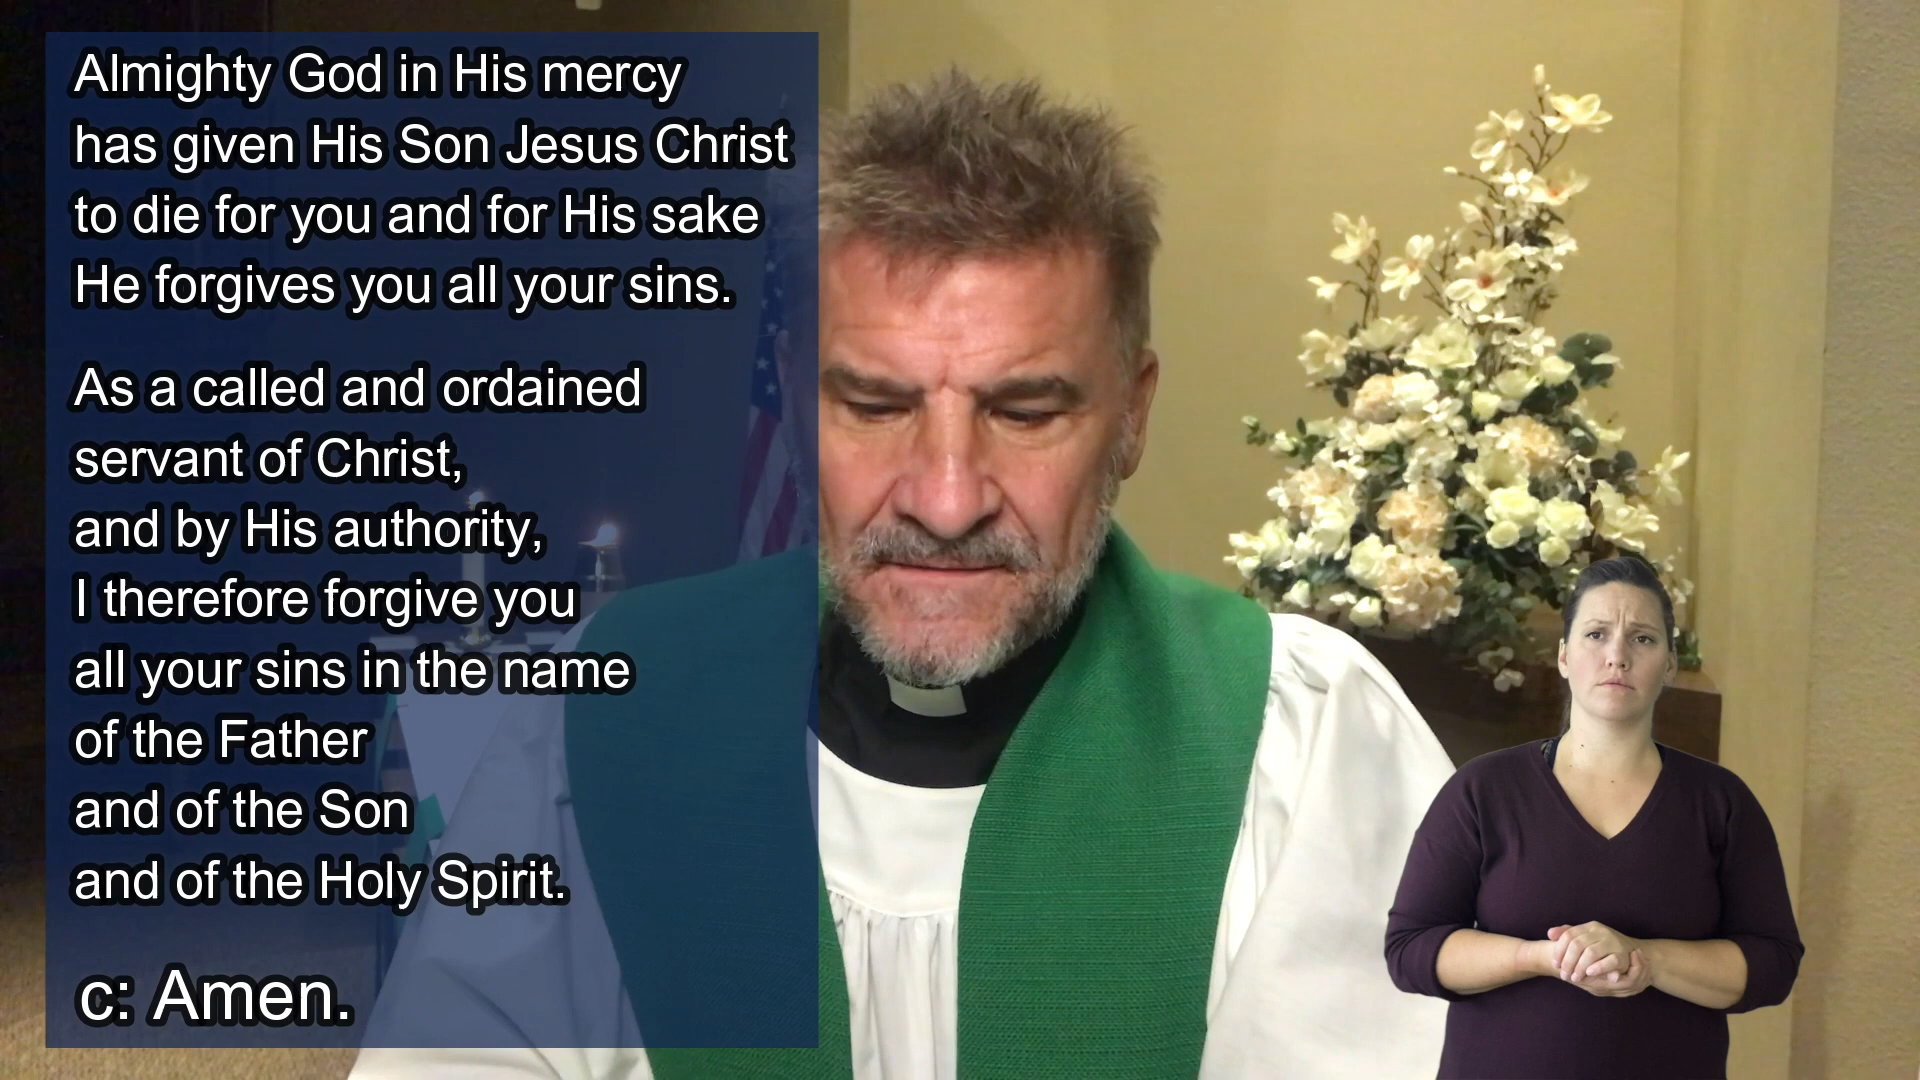 Almighty God in His mercy
has given His Son Jesus Christ
to die for you and for His sake
He forgives you all your sins.
As a called and ordained
servant of Christ,
and by His authority,
I therefore forgive you
all your sins in the name
of the Father
and of the Son
and of the Holy Spirit.
c: Amen.